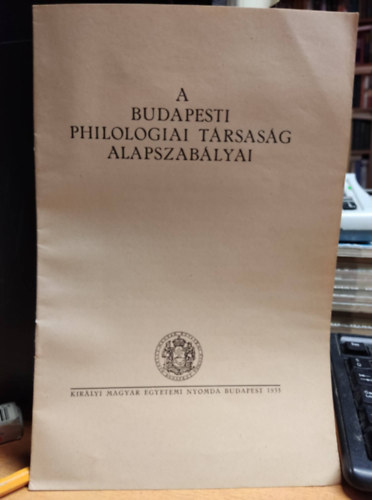 A
BUDAPESTI
PHILOLOGIAI TÁRSASÁG
ALAPSZABÁLYAI
KIRÁLYI MAGYAR EGYETEMI NYOMDA BUDAPEST